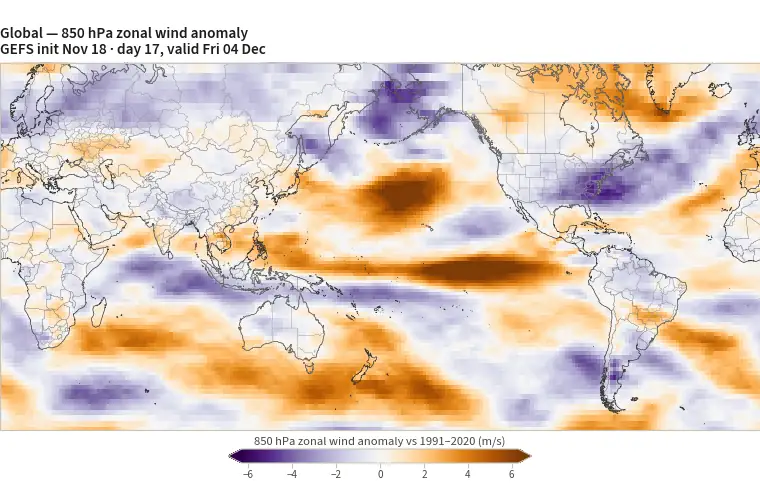 Global — 850 hPa zonal wind anomaly
GEFS init Nov 18 · day 17, valid Fri 04 Dec
850 hPa zonal wind anomaly vs 1991–2020 (m/s)
−6 −4 −2 0 2 4 6